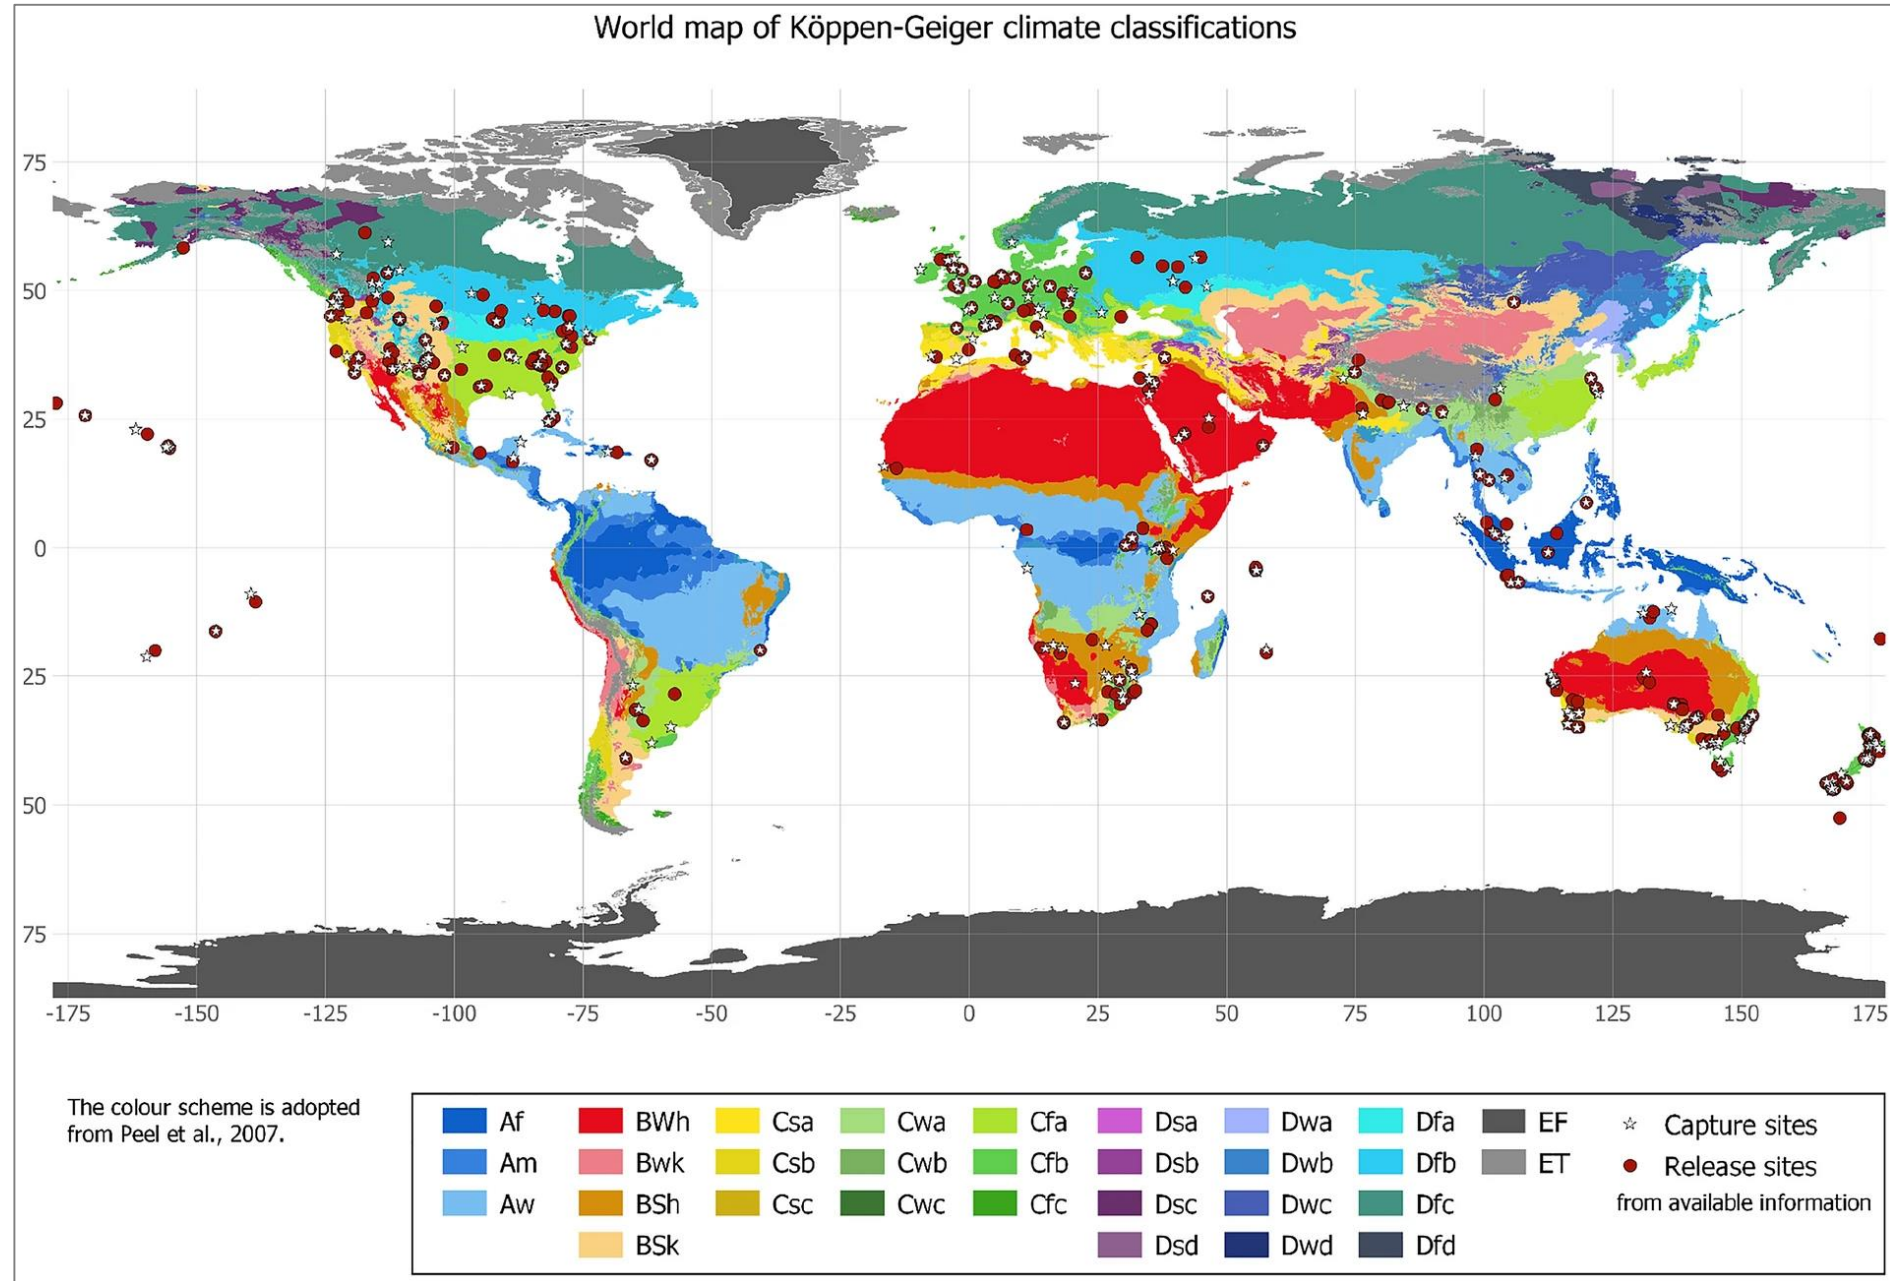 World map of Köppen-Geiger climate classifications
75
50
25
0
25
50
75
-175 -150 -125 -100 -75 -50 -25 0 25 50 75 100 125 150 175
The colour scheme is adopted
from Peel et al., 2007.
Af BWh Csa Cwa Cfa Dsa Dwa Dfa EF Capture sites
Am Bwk Csb Cwb Cfb Dsb Dwb Dfb ET Release sites
Aw BSh Csc Cwc Cfc Dsc Dwc Dfc from available information
BSk Dsd Dwd Dfd